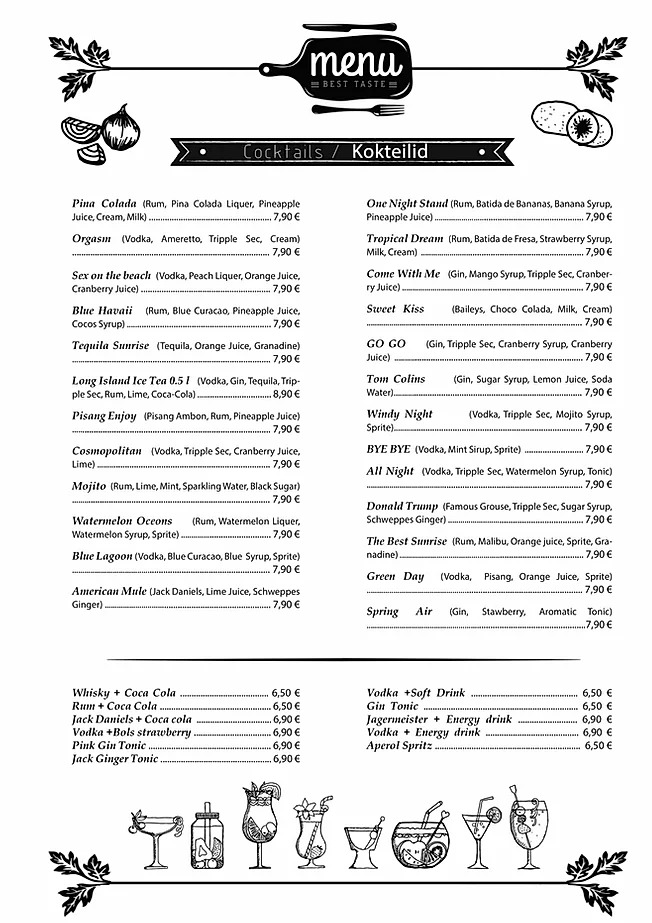 menu
BEST TASTE
Cocktails / Kokteilid
Pina Colada (Rum, Pina Colada Liquer, Pineapple
Juice, Cream, Milk) ........ 7,90 €
Orgasm (Vodka, Ameretto, Tripple Sec, Cream)
........ 7,90 €
Sex on the beach (Vodka, Peach Liquer, Orange Juice,
Cranberry Juice) ........ 7,90 €
Blue Havaii (Rum, Blue Curacao, Pineapple Juice,
Cocos Syrup) ........ 7,90 €
Tequila Sunrise (Tequila, Orange Juice, Granadine)
........ 7,90 €
Long Island Ice Tea 0.5 l (Vodka, Gin, Tequila, Trip-
ple Sec, Rum, Lime, Coca-Cola) ........ 8,90 €
Pisang Enjoy (Pisang Ambon, Rum, Pineapple Juice)
........ 7,90 €
Cosmopolitan (Vodka, Tripple Sec, Cranberry Juice,
Lime) ........ 7,90 €
Mojito (Rum, Lime, Mint, Sparkling Water, Black Sugar)
........ 7,90 €
Watermelon Oceons (Rum, Watermelon Liquer,
Watermelon Syrup, Sprite) ........ 7,90 €
Blue Lagoon (Vodka, Blue Curacao, Blue Syrup, Sprite)
........ 7,90 €
American Mule (Jack Daniels, Lime Juice, Schweppes
Ginger) ........ 7,90 €
One Night Stand (Rum, Batida de Bananas, Banana Syrup,
Pineapple Juice) ........ 7,90 €
Tropical Dream (Rum, Batida de Fresa, Strawberry Syrup,
Milk, Cream) ........ 7,90 €
Come With Me (Gin, Mango Syrup, Tripple Sec, Cranber-
ry Juice) ........ 7,90 €
Sweet Kiss (Baileys, Choco Colada, Milk, Cream)
........ 7,90 €
GO GO (Gin, Tripple Sec, Cranberry Syrup, Cranberry
Juice) ........ 7,90 €
Tom Colins (Gin, Sugar Syrup, Lemon Juice, Soda
Water)........ 7,90 €
Windy Night (Vodka, Tripple Sec, Mojito Syrup,
Sprite)........ 7,90 €
BYE BYE (Vodka, Mint Sirup, Sprite) ........ 7,90 €
All Night (Vodka, Tripple Sec, Watermelon Syrup, Tonic)
........ 7,90 €
Donald Trump (Famous Grouse, Tripple Sec, Sugar Syrup,
Schweppes Ginger) ........ 7,90 €
The Best Sunrise (Rum, Malibu, Orange juice, Sprite, Gra-
nadine) ........ 7,90 €
Green Day (Vodka, Pisang, Orange Juice, Sprite)
........ 7,90 €
Spring Air (Gin, Stawberry, Aromatic Tonic)
........ 7,90 €
Whisky + Coca Cola ........ 6,50 €
Rum + Coca Cola ........ 6,50 €
Jack Daniels + Coca cola ........ 6,90 €
Vodka +Bols strawberry ........ 6,90 €
Pink Gin Tonic ........ 6,90 €
Jack Ginger Tonic ........ 6,90 €
Vodka +Soft Drink ........ 6,50 €
Gin Tonic ........ 6,50 €
Jagermeister + Energy drink ........ 6,90 €
Vodka + Energy drink ........ 6,90 €
Aperol Spritz ........ 6,50 €